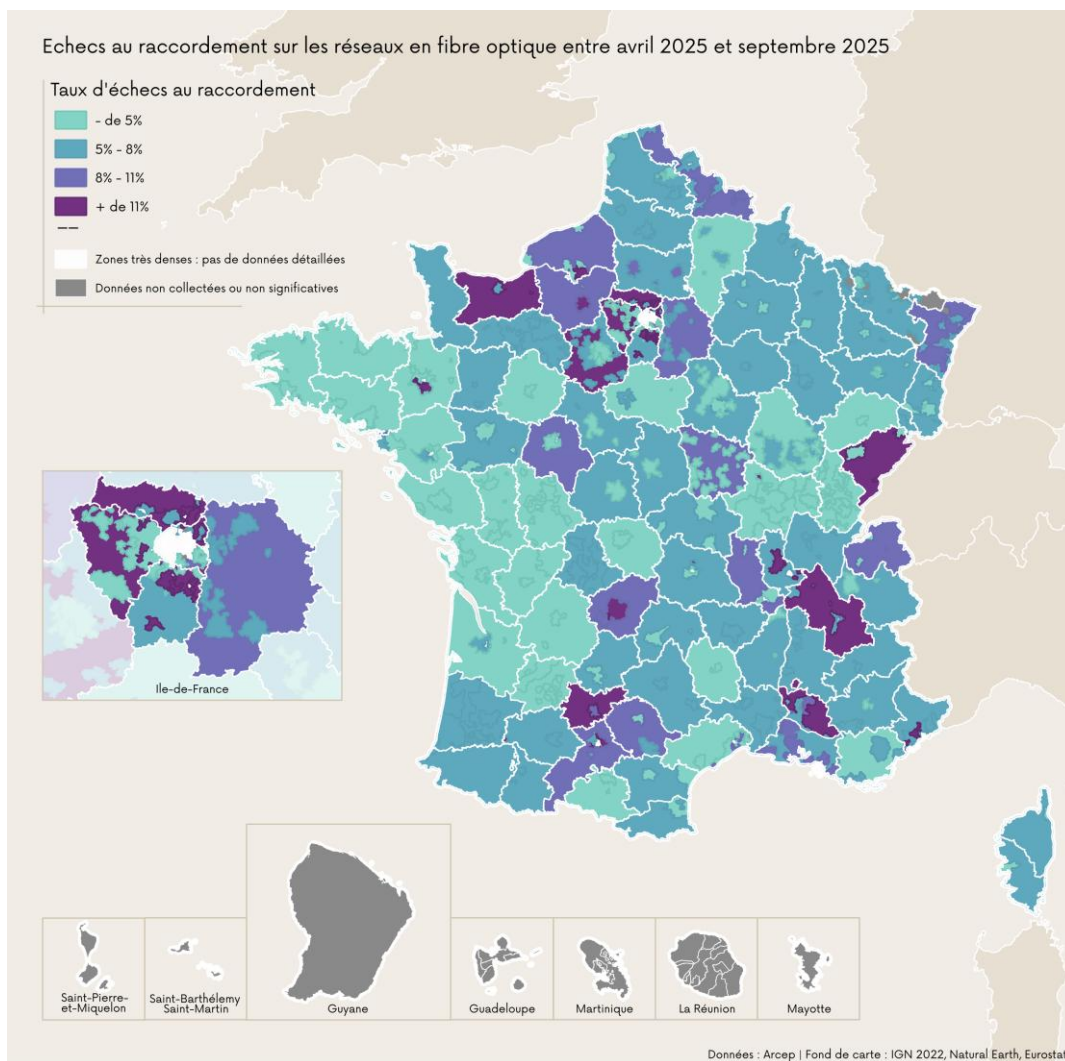 Echecs au raccordement sur les réseaux en fibre optique entre avril 2025 et septembre 2025
Taux d'échecs au raccordement
- de 5%
5% - 8%
8% - 11%
+ de 11%
Zones très denses : pas de données détaillées
Données non collectées ou non significatives
Ile-de-France
Saint-Pierre-
et-Miquelon
Saint-Barthélemy
Saint-Martin
Guyane
Guadeloupe
Martinique
La Réunion
Mayotte
Données : Arcep | Fond de carte : IGN 2022, Natural Earth, Eurostat